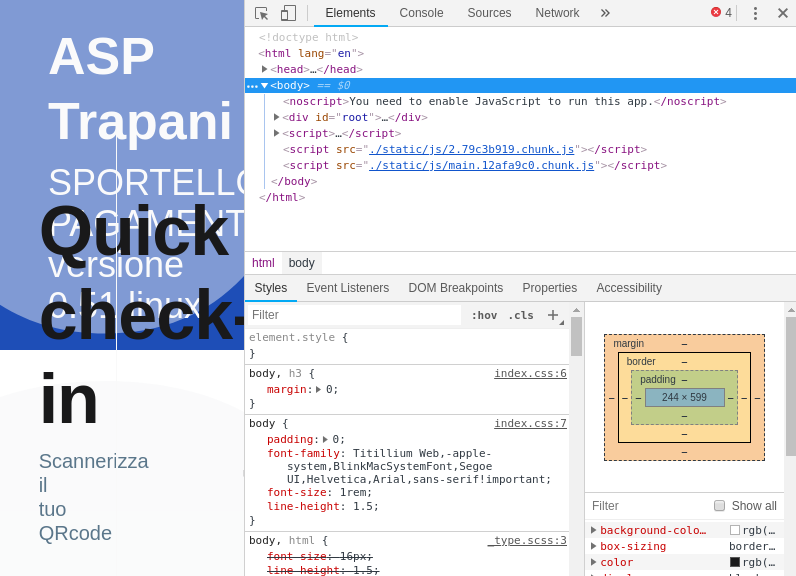 ASP
Trapani
SPORTELLO
PAGAMENT
versione
0.51 linux
Quick
check-
in
Scannerizza
il
tuo
QRcode
Elements Console Sources Network » 4
<!doctype html>
<html lang="en">
<head>…</head>
<body> == $0
<noscript>You need to enable JavaScript to run this app.</noscript>
<div id="root">…</div>
<script>…</script>
<script src="./static/js/2.79c3b919.chunk.js"></script>
<script src="./static/js/main.12afa9c0.chunk.js"></script>
</body>
</html>
html body
Styles Event Listeners DOM Breakpoints Properties Accessibility
Filter :hov .cls +
element.style {
}
body, h3 { index.css:6
margin: 0;
}
body { index.css:7
padding: 0;
font-family: Titillium Web,-apple-
system,BlinkMacSystemFont,Segoe
UI,Helvetica,Arial,sans-serif!important;
font-size: 1rem;
line-height: 1.5;
}
body, html { _type.scss:3
font-size: 16px;
line-height: 1.5;
margin –
border –
padding –
– – – 244 × 599 – – –
–
–
–
Filter Show all
background-colo… rgb(…
box-sizing border…
color rgb(…